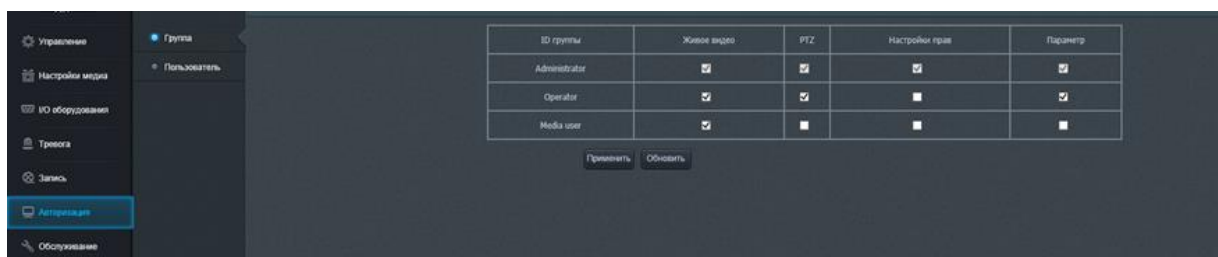 Управление
Настройки медиа
I/O оборудования
Тревога
Запись
Авторизация
Обслуживание
Группа
Пользователь
ID группы Живое видео PTZ Настройки прав Параметр
Administrator
Operator
Media user
Применить Обновить